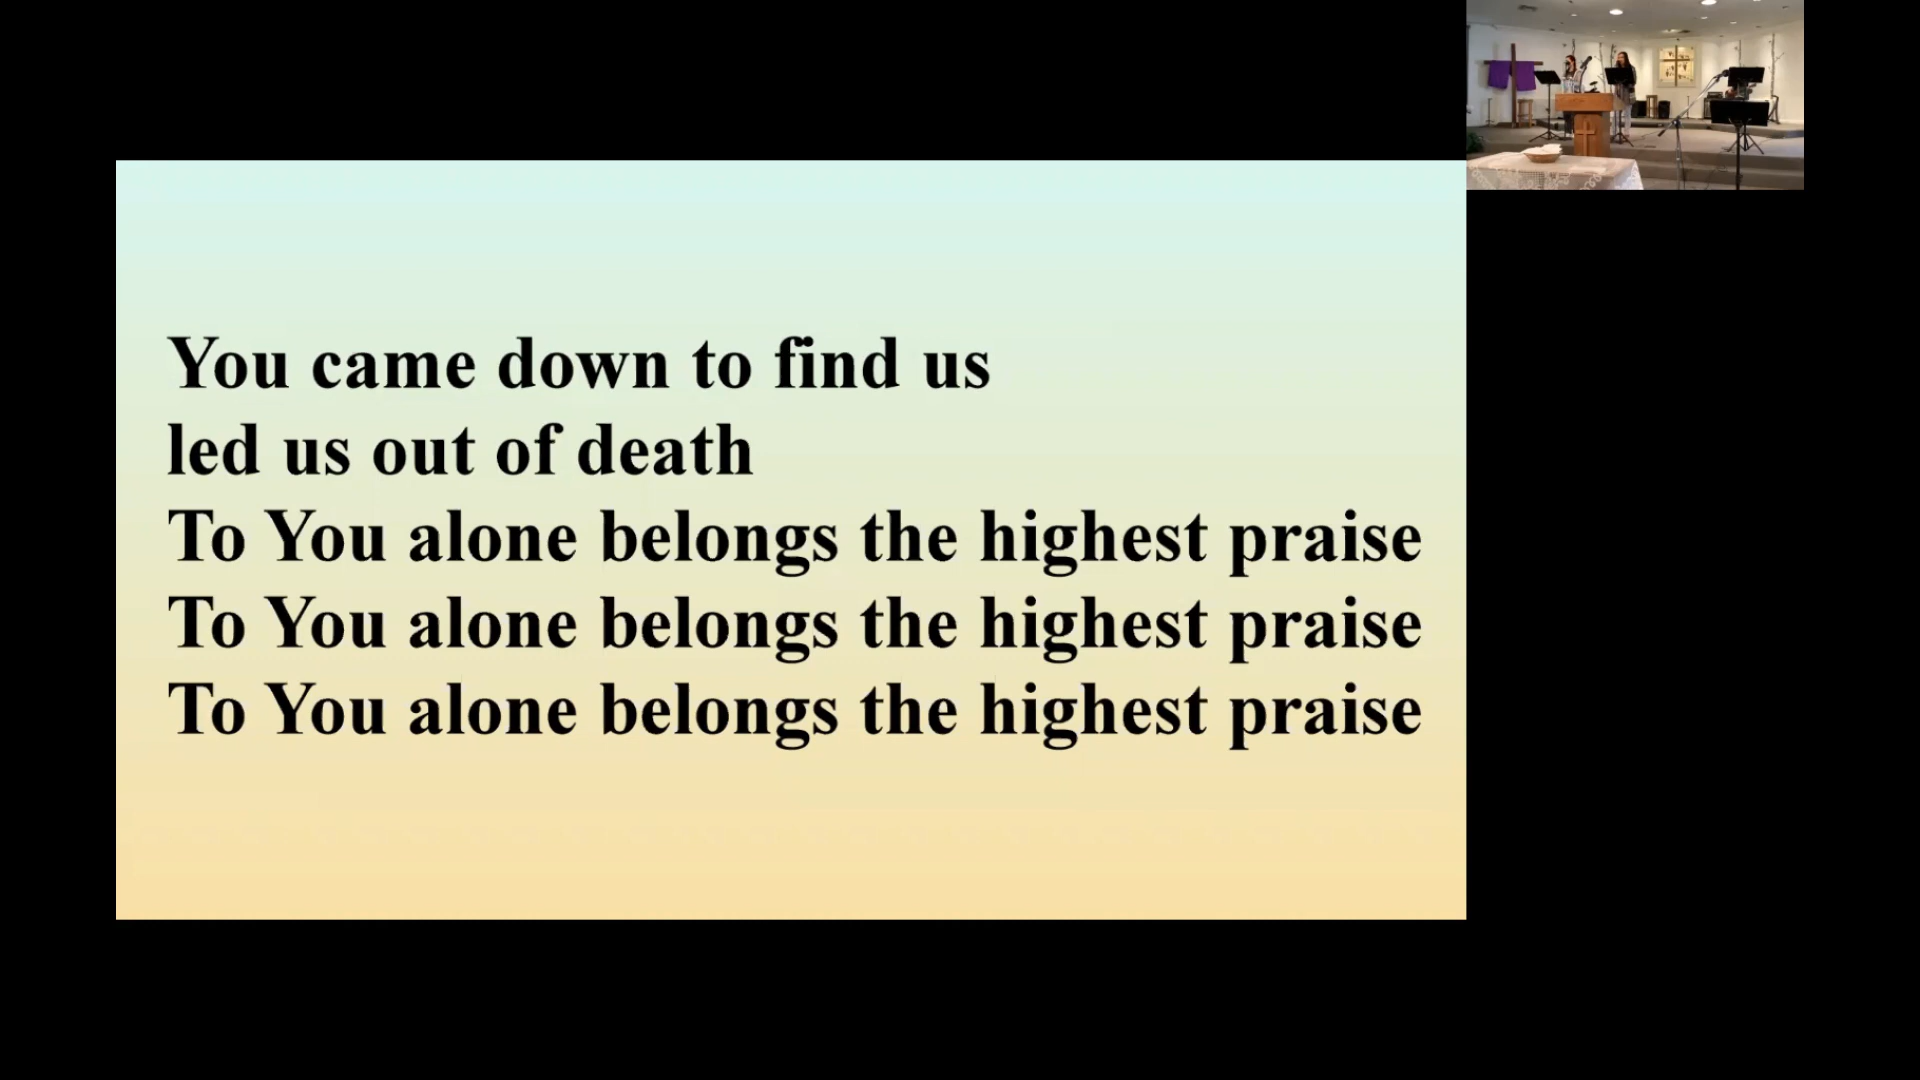 You came down to find us
led us out of death
To You alone belongs the highest praise
To You alone belongs the highest praise
To You alone belongs the highest praise